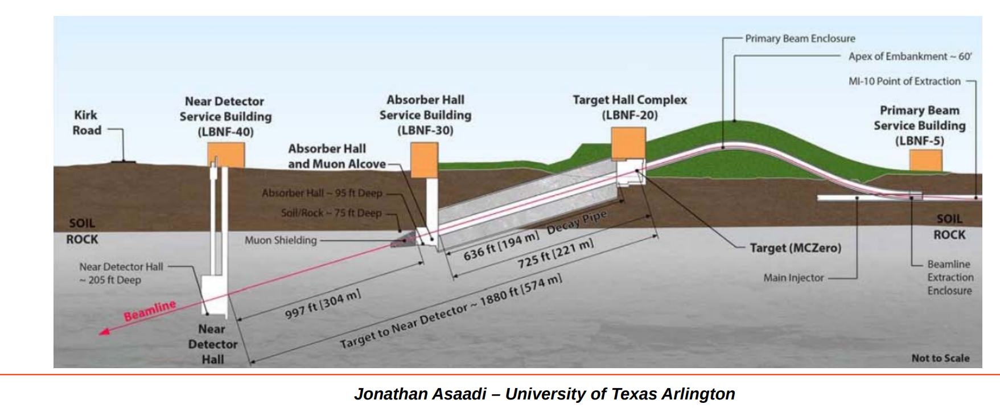 Primary Beam Enclosure
Apex of Embankment ~ 60'
MI-10 Point of Extraction
Near Detector
Service Building
(LBNF-40)
Absorber Hall
Service Building
(LBNF-30)
Target Hall Complex
(LBNF-20)
Primary Beam
Service Building
(LBNF-5)
Kirk
Road
Absorber Hall
and Muon Alcove
Absorber Hall ~ 95 ft Deep
Soil/Rock ~ 75 ft Deep
SOIL
ROCK
Muon Shielding
SOIL
ROCK
636 ft [194 m] Decay Pipe
725 ft [221 m]
Target (MCZero)
Near Detector Hall
~ 205 ft Deep
Main Injector
Beamline
Extraction
Enclosure
997 ft [304 m]
Target to Near Detector ~ 1880 ft [574 m]
Beamline
Near
Detector
Hall
Not to Scale
Jonathan Asaadi – University of Texas Arlington